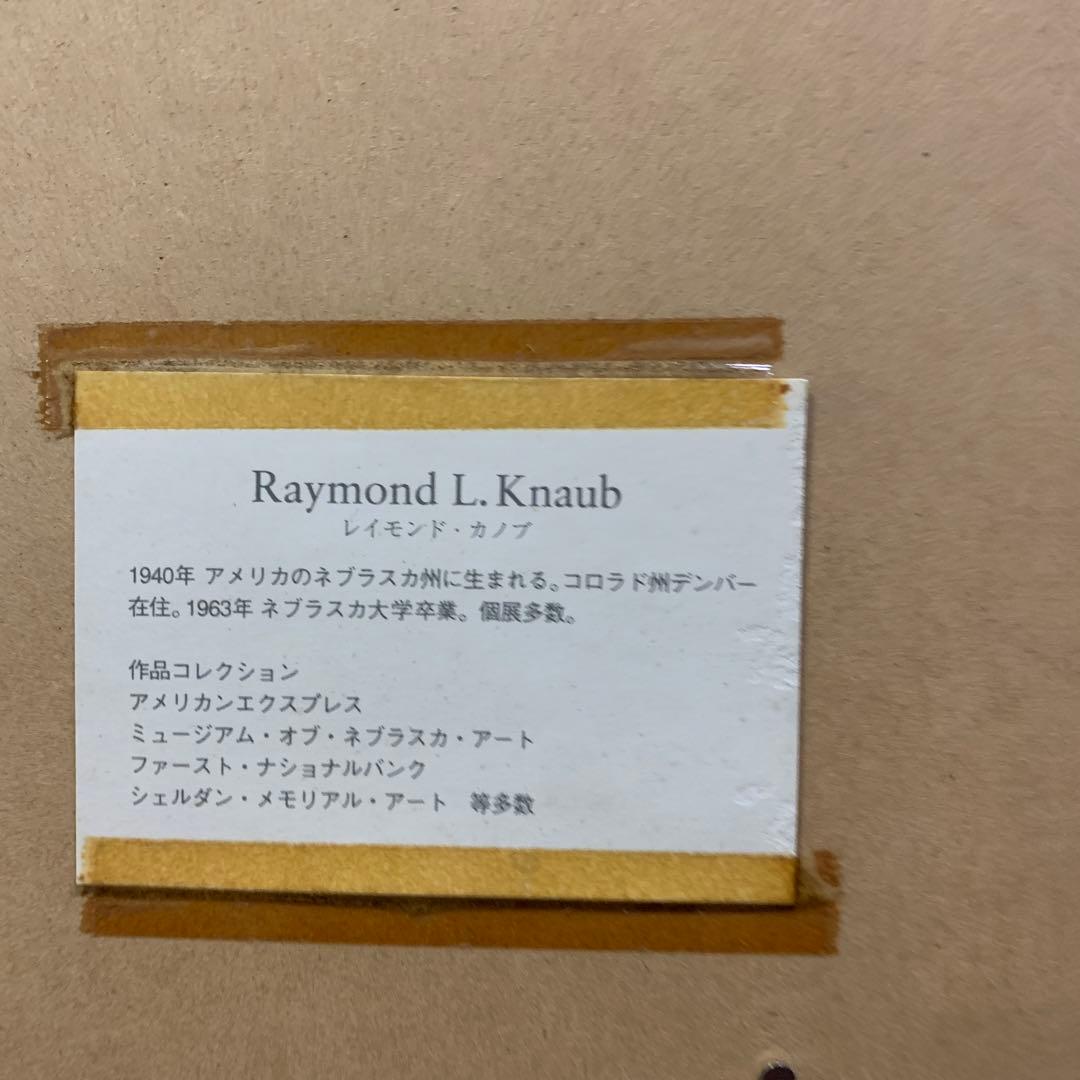 Raymond L. Knaub
レイモンド・カノブ
1940年 アメリカのネブラスカ州に生まれる。コロラド州デンバー
在住。1963年 ネブラスカ大学卒業。 個展多数。
作品コレクション
アメリカンエクスプレス
ミュージアム・オブ・ネブラスカ・アート
ファースト・ナショナルバンク
シェルダン・メモリアル・アート 等多数